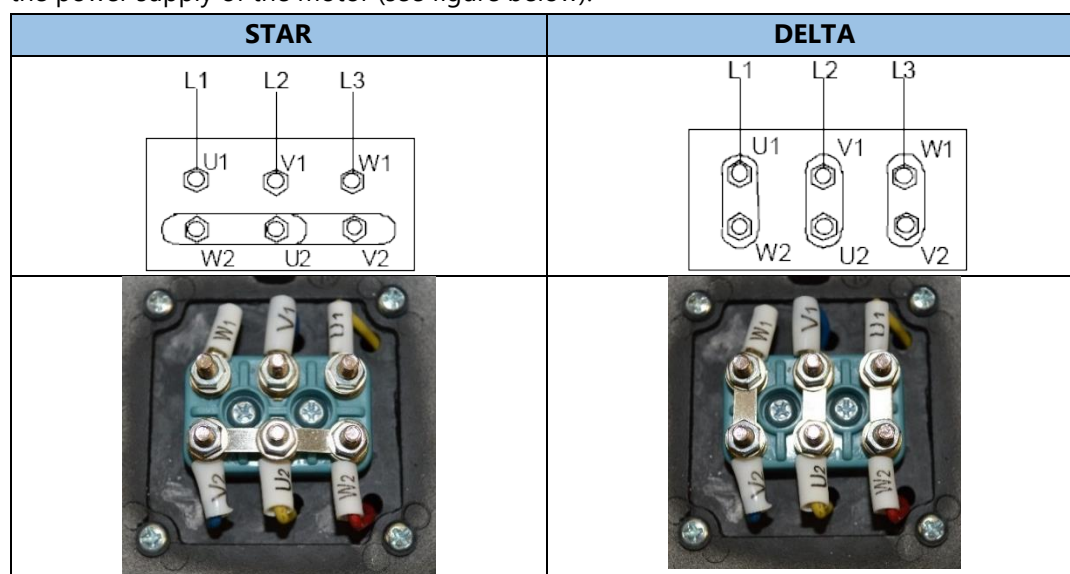 the power supply of the motor (see figure below).
STAR DELTA
L1 L2 L3
U1 V1 W1
W2 U2 V2
L1 L2 L3
U1 V1 W1
W2 U2 V2
W1 V1 U1
V2 U2 W2
W1 V1 U1
V2 U2 W2